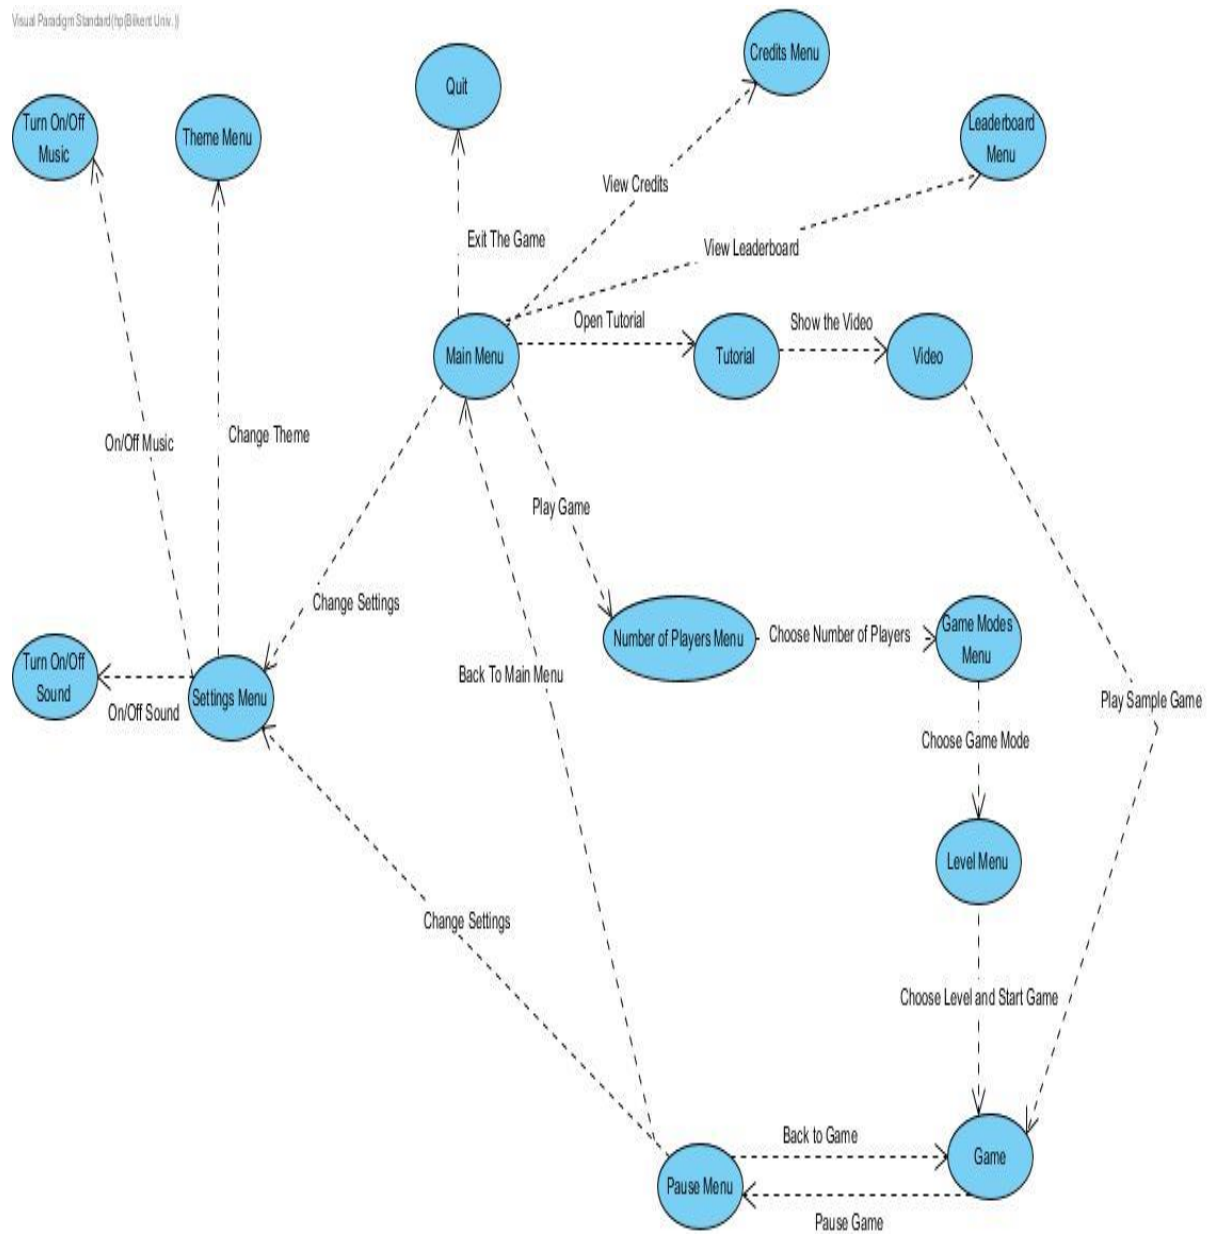 Visual Paradigm Standard(hp(Bilkent Univ.))
Credits Menu
Quit
Turn On/Off
Music
Theme Menu
Leaderboard
Menu
View Credits
Exit The Game
View Leaderboard
Open Tutorial
Show the Video
Main Menu
Tutorial
Video
On/Off Music
Change Theme
Play Game
Change Settings
Number of Players Menu
Choose Number of Players
Game Modes
Menu
Turn On/Off
Sound
Back To Main Menu
Settings Menu
On/Off Sound
Play Sample Game
Choose Game Mode
Level Menu
Change Settings
Choose Level and Start Game
Back to Game
Game
Pause Menu
Pause Game